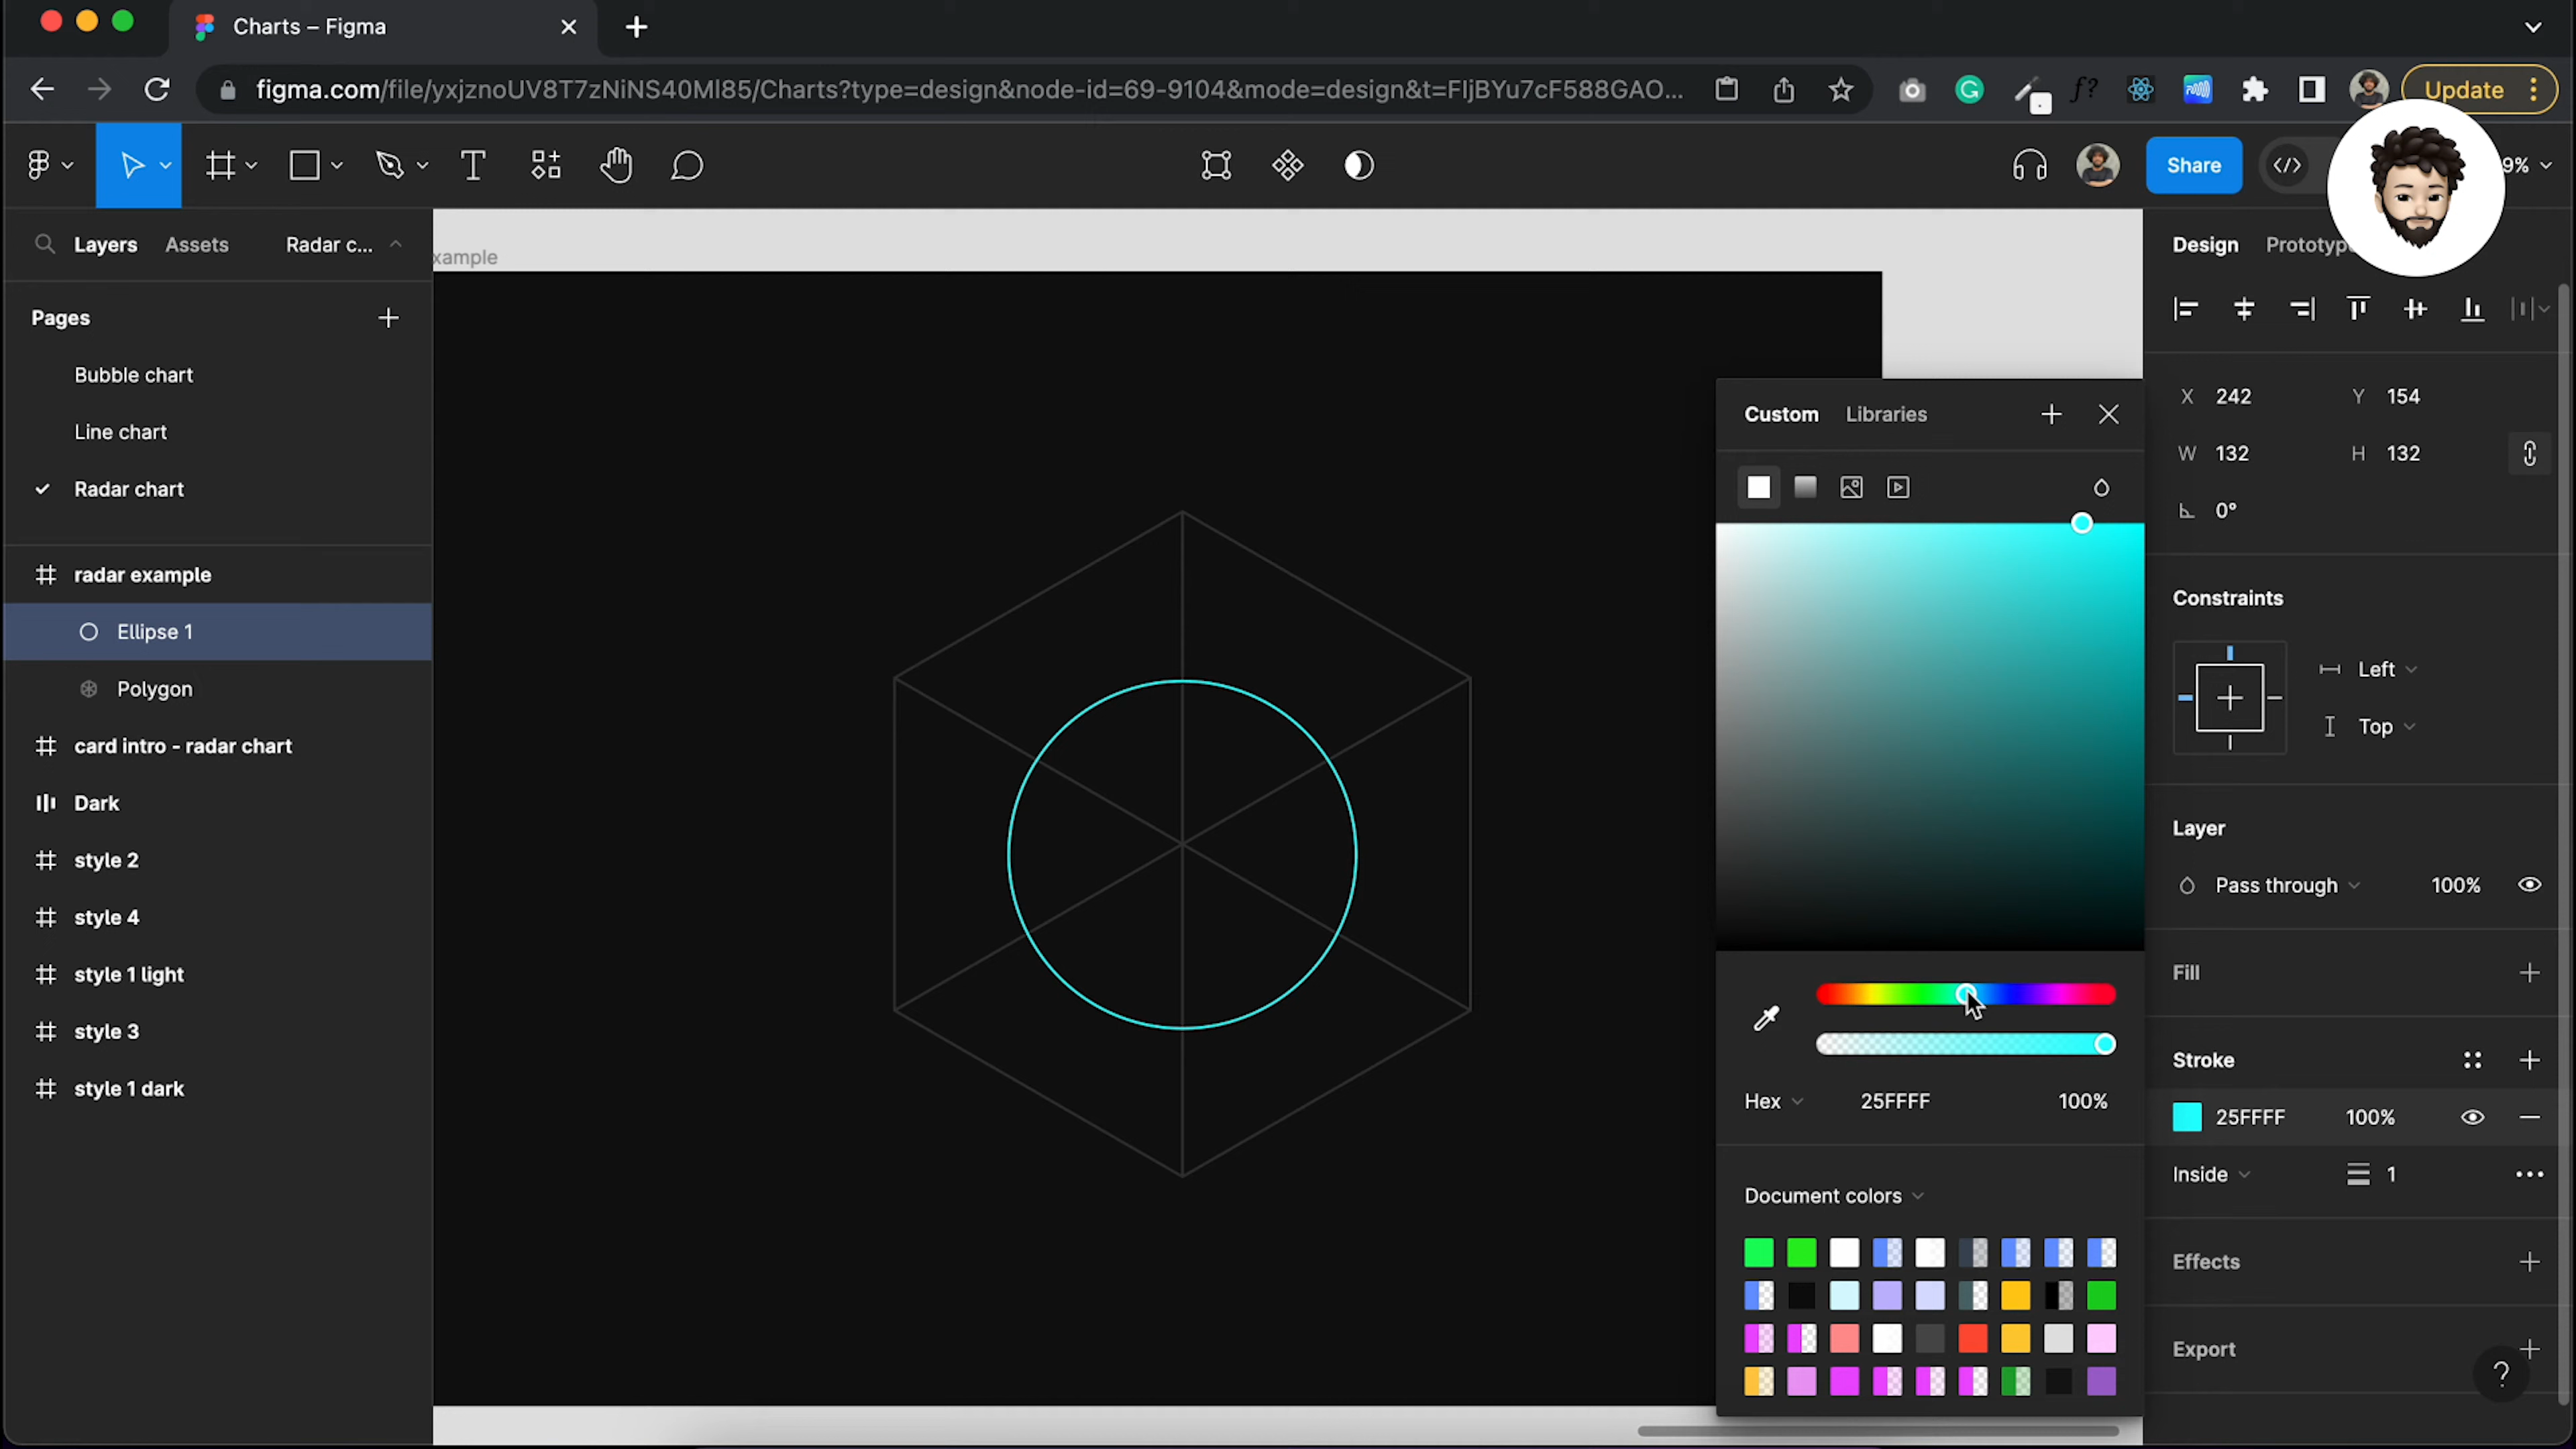 Charts – Figma
figma.com/file/yxjznoUV8T7zNiNS40Ml85/Charts?type=design&node-id=69-9104&mode=design&t=FIjBYu7cF588GAO...
Update
Share
9%
Layers Assets Radar c...
Pages
Bubble chart
Line chart
Radar chart
radar example
Ellipse 1
Polygon
card intro - radar chart
Dark
style 2
style 4
style 1 light
style 3
style 1 dark
xample
Custom Libraries
Hex 25FFFF 100%
Document colors
Design Prototype
X 242 Y 154
W 132 H 132
0°
Constraints
Left
Top
Layer
Pass through 100%
Fill
Stroke
25FFFF 100%
Inside 1
Effects
Export
?